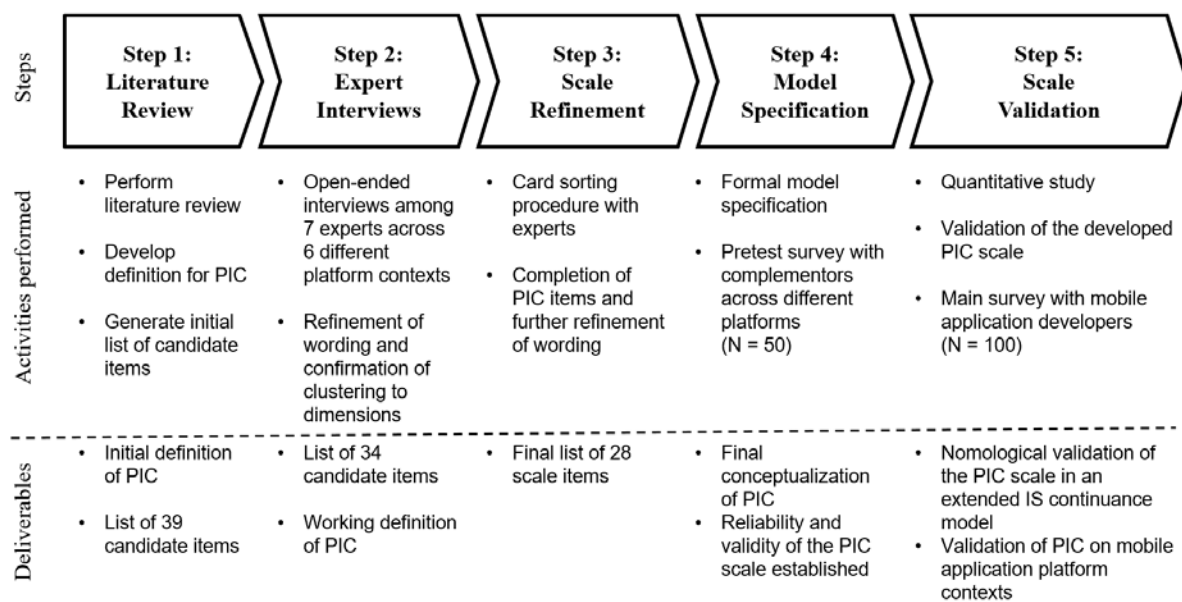 Steps
Step 1:
Literature
Review
Step 2:
Expert
Interviews
Step 3:
Scale
Refinement
Step 4:
Model
Specification
Step 5:
Scale
Validation
Activities performed
• Perform
literature review
• Develop
definition for PIC
• Generate initial
list of candidate
items
• Open-ended
interviews among
7 experts across
6 different
platform contexts
• Refinement of
wording and
confirmation of
clustering to
dimensions
• Card sorting
procedure with
experts
• Completion of
PIC items and
further refinement
of wording
• Formal model
specification
• Pretest survey with
complementors
across different
platforms
(N = 50)
• Quantitative study
• Validation of the developed
PIC scale
• Main survey with mobile
application developers
(N = 100)
Deliverables
• Initial definition
of PIC
• List of 39
candidate items
• List of 34
candidate items
• Working definition
of PIC
• Final list of 28
scale items
• Final
conceptualization
of PIC
• Reliability and
validity of the PIC
scale established
• Nomological validation of
the PIC scale in an
extended IS continuance
model
• Validation of PIC on mobile
application platform
contexts